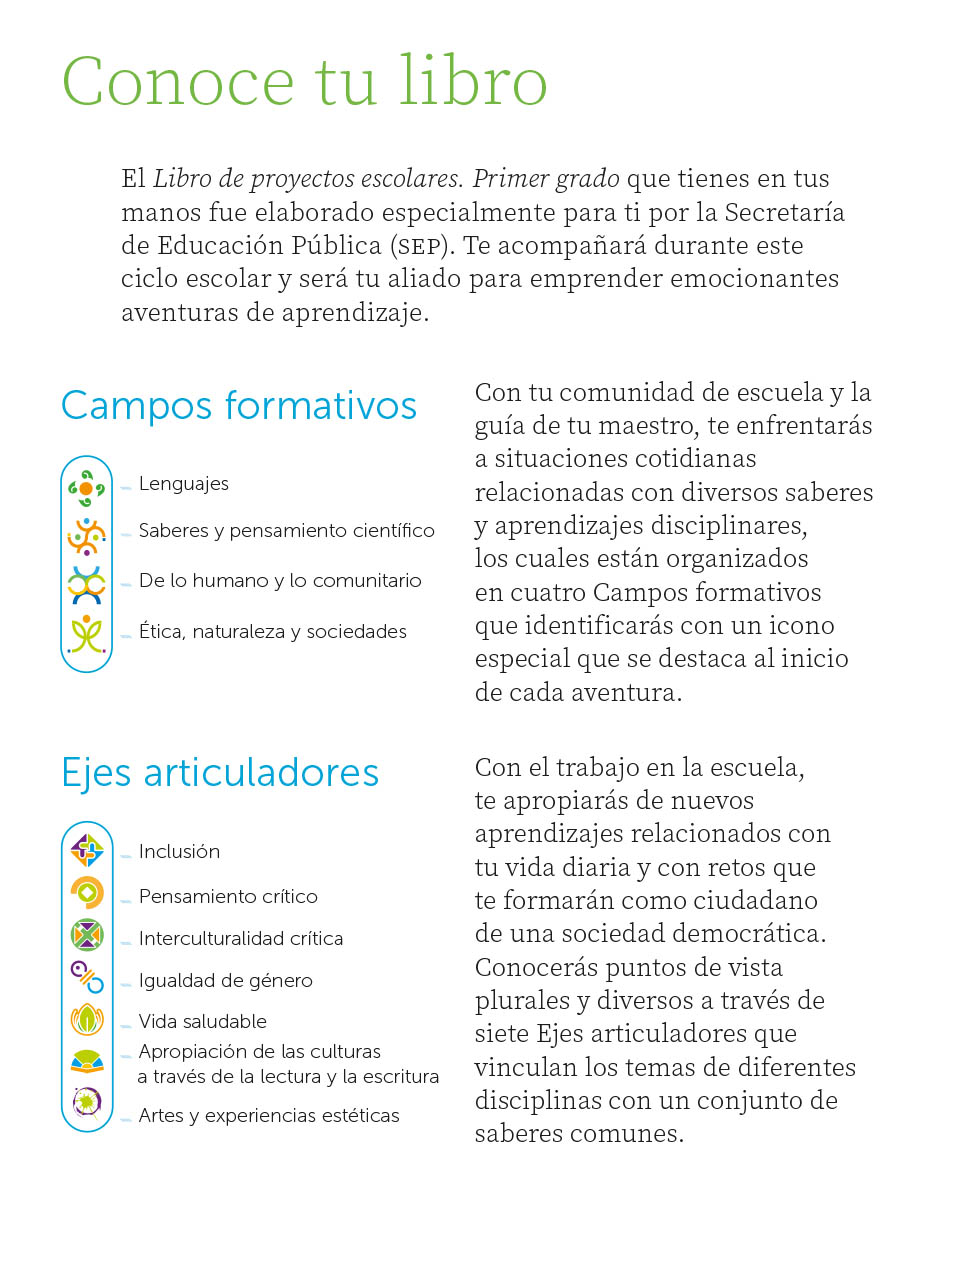 Conoce tu libro
El Libro de proyectos escolares. Primer grado que tienes en tus
manos fue elaborado especialmente para ti por la Secretaría
de Educación Pública (SEP). Te acompañará durante este
ciclo escolar y será tu aliado para emprender emocionantes
aventuras de aprendizaje.
Campos formativos
Lenguajes
Saberes y pensamiento científico
De lo humano y lo comunitario
Ética, naturaleza y sociedades
Con tu comunidad de escuela y la
guía de tu maestro, te enfrentarás
a situaciones cotidianas
relacionadas con diversos saberes
y aprendizajes disciplinares,
los cuales están organizados
en cuatro Campos formativos
que identificarás con un icono
especial que se destaca al inicio
de cada aventura.
Ejes articuladores
Inclusión
Pensamiento crítico
Interculturalidad crítica
Igualdad de género
Vida saludable
Apropiación de las culturas
a través de la lectura y la escritura
Artes y experiencias estéticas
Con el trabajo en la escuela,
te apropiarás de nuevos
aprendizajes relacionados con
tu vida diaria y con retos que
te formarán como ciudadano
de una sociedad democrática.
Conocerás puntos de vista
plurales y diversos a través de
siete Ejes articuladores que
vinculan los temas de diferentes
disciplinas con un conjunto de
saberes comunes.